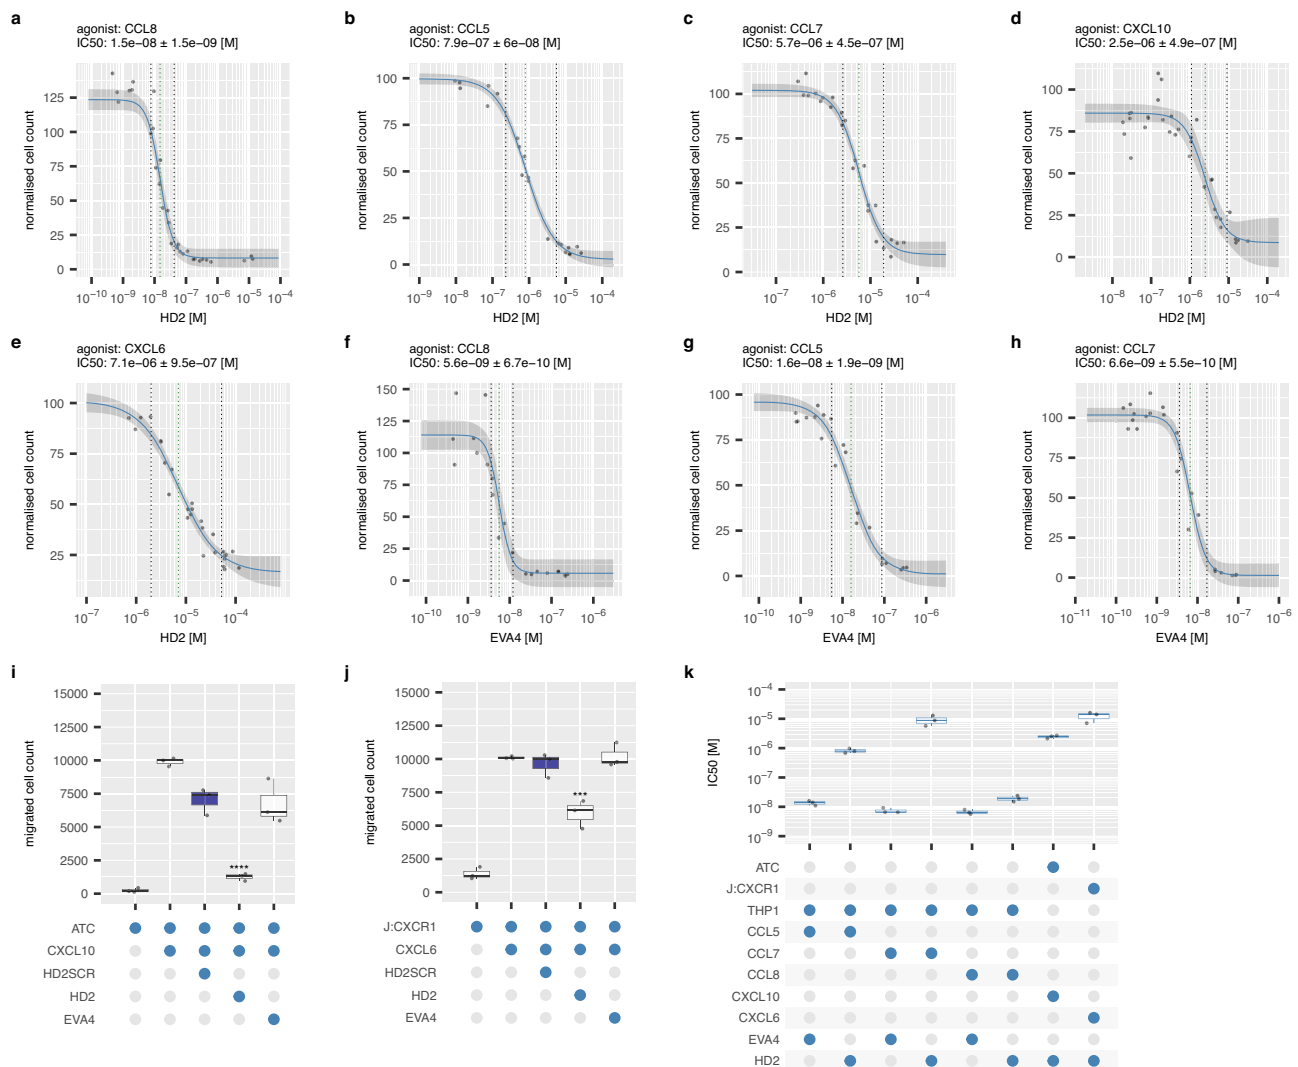 a
agonist: CCL8
IC50: 1.5e−08 ± 1.5e−09 [M]
normalised cell count
125
100
75
50
25
0
10−10 10−9 10−8 10−7 10−6 10−5 10−4
HD2 [M]
b
agonist: CCL5
IC50: 7.9e−07 ± 6e−08 [M]
normalised cell count
100
75
50
25
0
10−9 10−8 10−7 10−6 10−5 10−4
HD2 [M]
c
agonist: CCL7
IC50: 5.7e−06 ± 4.5e−07 [M]
normalised cell count
100
75
50
25
0
10−7 10−6 10−5 10−4
HD2 [M]
d
agonist: CXCL10
IC50: 2.5e−06 ± 4.9e−07 [M]
normalised cell count
100
75
50
25
0
10−8 10−7 10−6 10−5 10−4
HD2 [M]
e
agonist: CXCL6
IC50: 7.1e−06 ± 9.5e−07 [M]
normalised cell count
100
75
50
25
10−7 10−6 10−5 10−4
HD2 [M]
f
agonist: CCL8
IC50: 5.6e−09 ± 6.7e−10 [M]
normalised cell count
150
125
100
75
50
25
0
10−10 10−9 10−8 10−7 10−6
EVA4 [M]
g
agonist: CCL5
IC50: 1.6e−08 ± 1.9e−09 [M]
normalised cell count
100
75
50
25
0
10−10 10−9 10−8 10−7 10−6
EVA4 [M]
h
agonist: CCL7
IC50: 6.6e−09 ± 5.5e−10 [M]
normalised cell count
100
75
50
25
0
10−11 10−10 10−9 10−8 10−7 10−6
EVA4 [M]
i
migrated cell count
15000
12500
10000
7500
5000
2500
0
****
ATC
CXCL10
HD2SCR
HD2
EVA4
j
migrated cell count
15000
12500
10000
7500
5000
2500
0
***
J:CXCR1
CXCL6
HD2SCR
HD2
EVA4
k
IC50 [M]
10−4
10−5
10−6
10−7
10−8
10−9
ATC
J:CXCR1
THP1
CCL5
CCL7
CCL8
CXCL10
CXCL6
EVA4
HD2